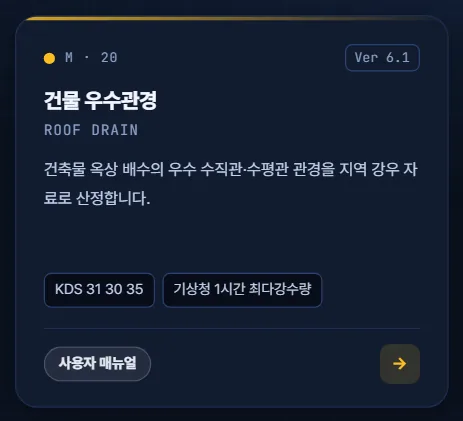 M · 20
Ver 6.1
건물 우수관경
ROOF DRAIN
건축물 옥상 배수의 우수 수직관·수평관 관경을 지역 강우 자
료로 산정합니다.
KDS 31 30 35
기상청 1시간 최다강수량
사용자 매뉴얼
→